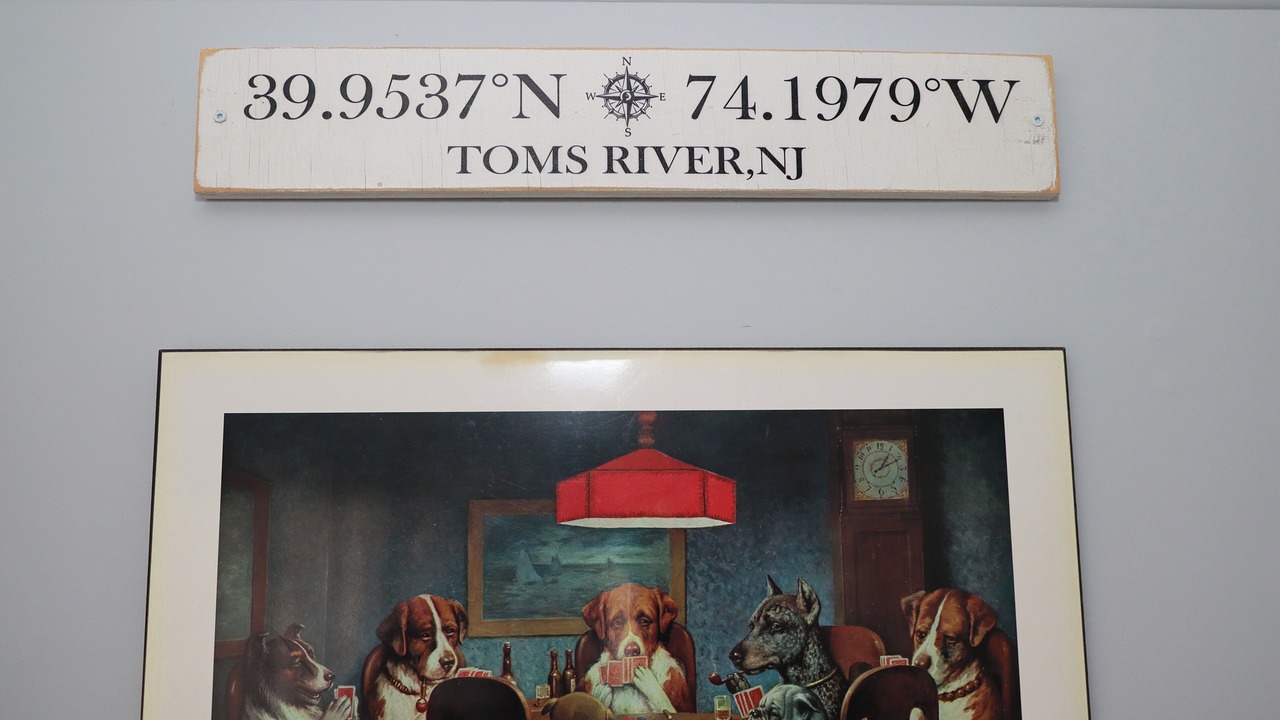 39.9537°N N W E S 74.1979°W
TOMS RIVER,NJ